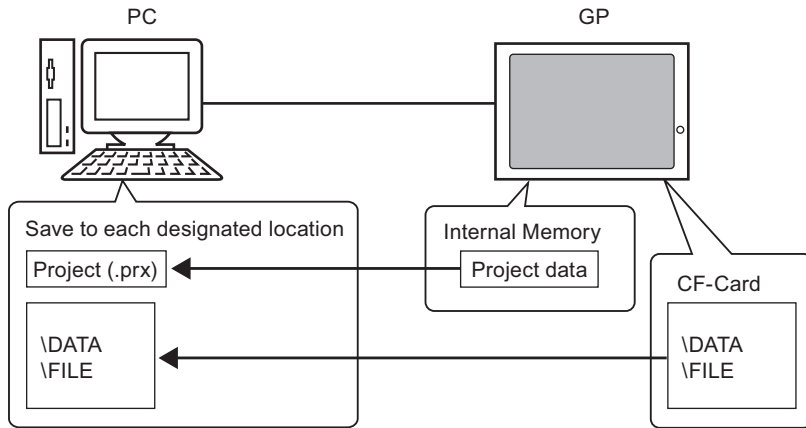 PC
GP
Save to each designated location
Project (.prx)
Internal Memory
Project data
CF-Card
\DATA
\FILE
\DATA
\FILE